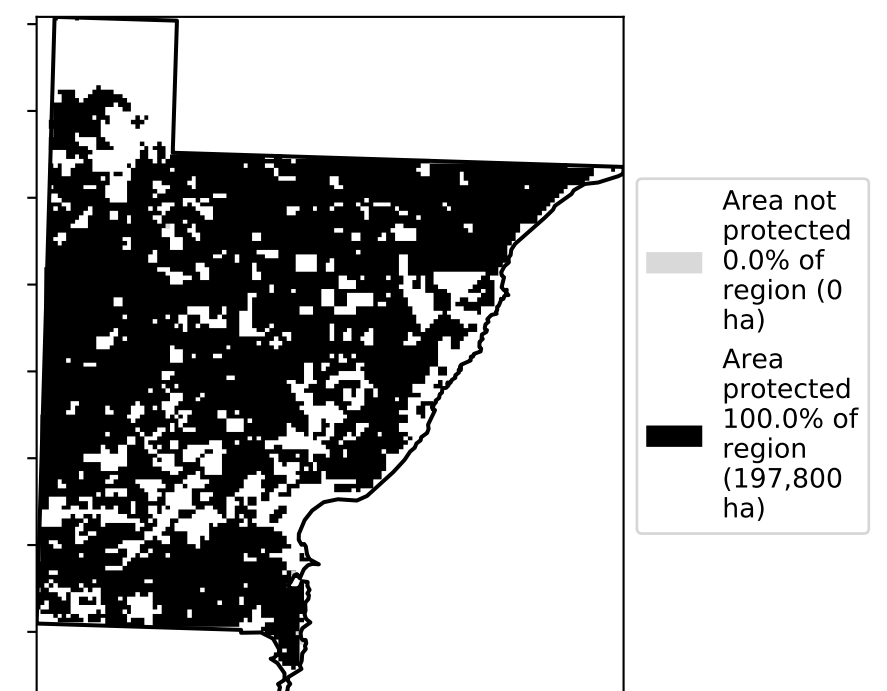 Area not
protected
0.0% of
region (0
ha)
Area
protected
100.0% of
region
(197,800
ha)